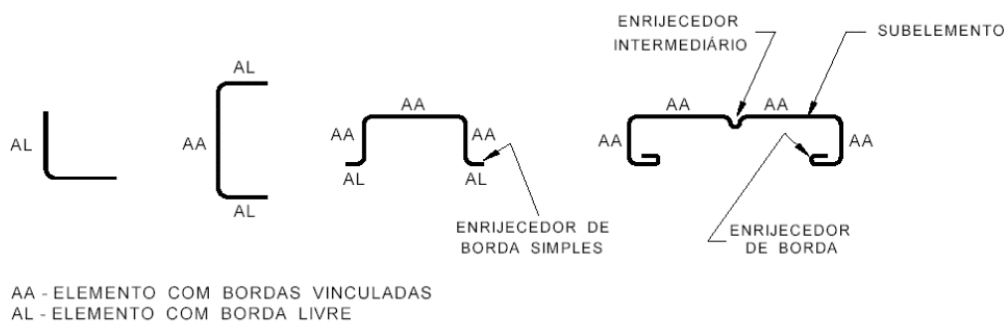 ENRIJECEDOR
INTERMEDIÁRIO
SUBELEMENTO
AL
AL
AA
AL
AA
AA
AA
AL
AL
AA
AA
AA
AA
ENRIJECEDOR DE
BORDA SIMPLES
ENRIJECEDOR
DE BORDA
AA - ELEMENTO COM BORDAS VINCULADAS
AL - ELEMENTO COM BORDA LIVRE